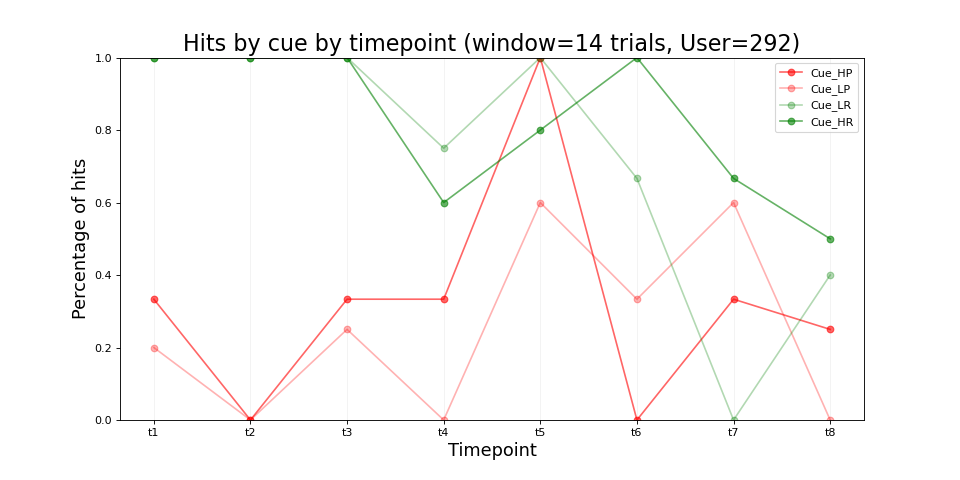 Hits by cue by timepoint (window=14 trials, User=292)
Percentage of hits
1.0
0.8
0.6
0.4
0.2
0.0
Cue_HP
Cue_LP
Cue_LR
Cue_HR
t1 t2 t3 t4 t5 t6 t7 t8
Timepoint